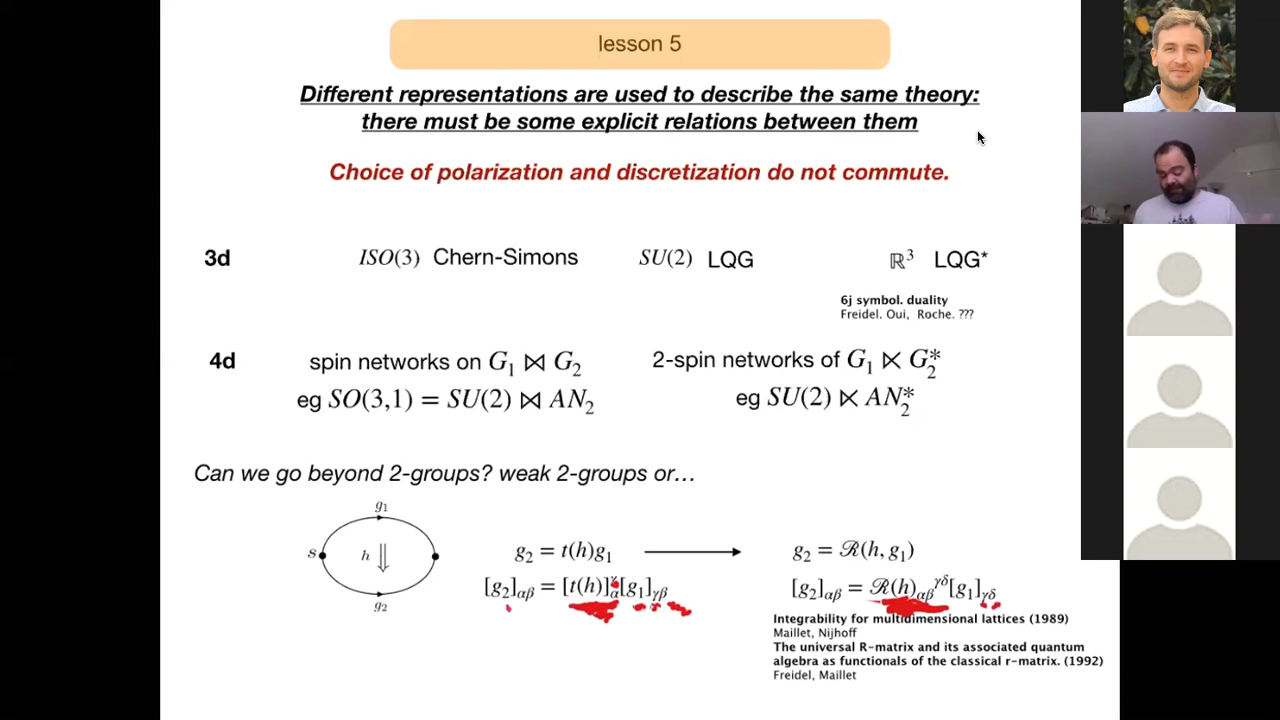 lesson 5
Different representations are used to describe the same theory:
there must be some explicit relations between them
Choice of polarization and discretization do not commute.
3d ISO(3) Chern-Simons SU(2) LQG ℝ³ LQG*
6j symbol. duality
Freidel. Oui, Roche. ???
4d spin networks on G₁ ⋈ G₂ 2-spin networks of G₁ ⋉ G₂*
eg SO(3,1) = SU(2) ⋈ AN₂ eg SU(2) ⋉ AN₂*
Can we go beyond 2-groups? weak 2-groups or…
g₁
s h ⇓
g₂
g₂ = t(h)g₁ → g₂ = ℛ(h, g₁)
[g₂]_αβ = [t(h)]_α^γ [g₁]_γβ [g₂]_αβ = ℛ(h)_αβ^γδ [g₁]_γδ
Integrability for multidimensional lattices (1989)
Maillet, Nijhoff
The universal R-matrix and its associated quantum
algebra as functionals of the classical r-matrix. (1992)
Freidel, Maillet